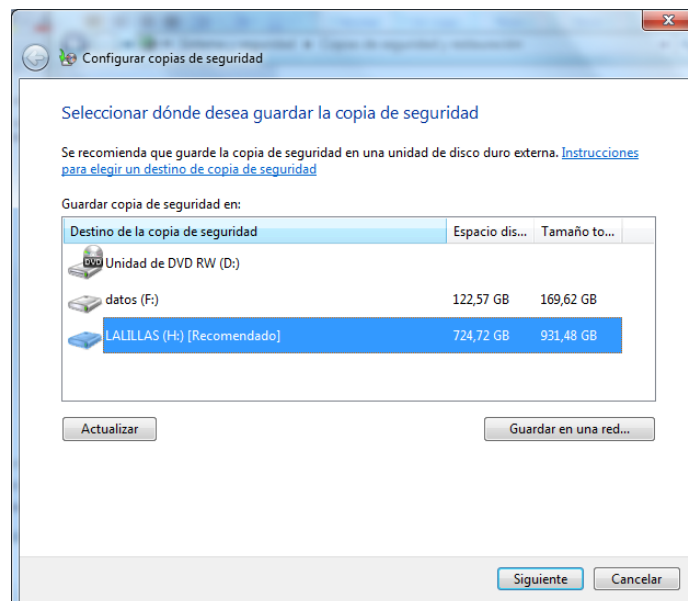 Configurar copias de seguridad
Seleccionar dónde desea guardar la copia de seguridad
Se recomienda que guarde la copia de seguridad en una unidad de disco duro externa. Instrucciones
para elegir un destino de copia de seguridad
Guardar copia de seguridad en:
Destino de la copia de seguridad Espacio dis... Tamaño to...
DVD Unidad de DVD RW (D:)
datos (F:) 122,57 GB 169,62 GB
LALILLAS (H:) [Recomendado] 724,72 GB 931,48 GB
Actualizar Guardar en una red...
Siguiente Cancelar